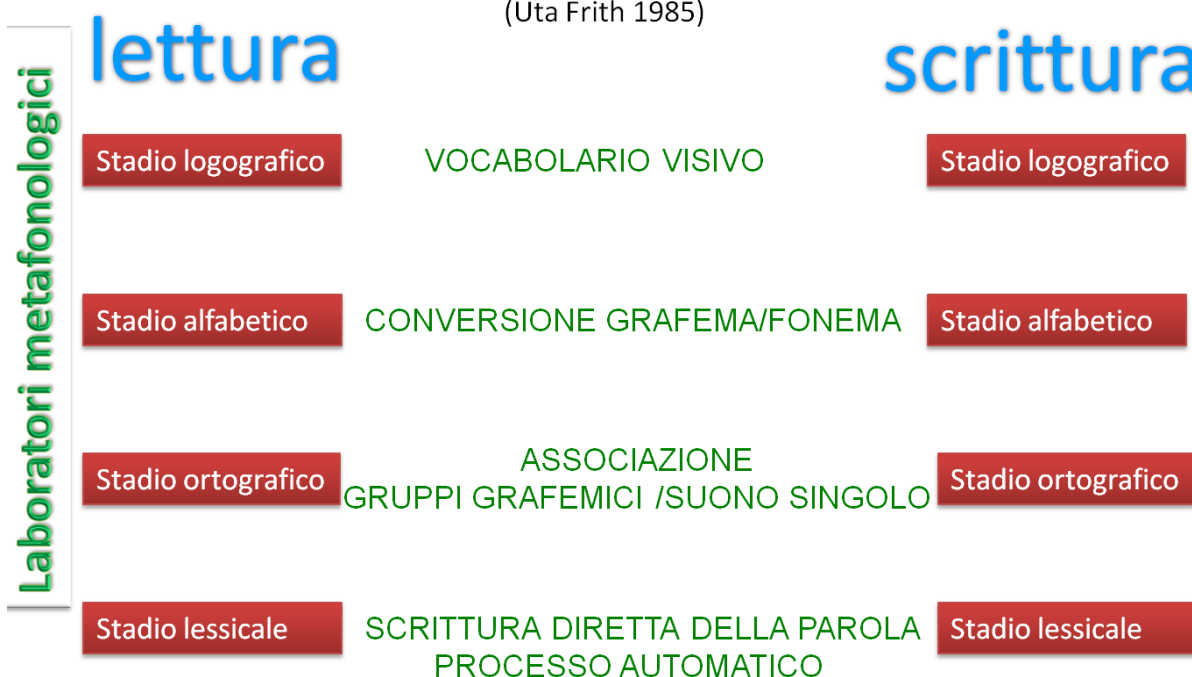 (Uta Frith 1985)
lettura
scrittura
Laboratori metafonologici
Stadio logografico
VOCABOLARIO VISIVO
Stadio logografico
Stadio alfabetico
CONVERSIONE GRAFEMA/FONEMA
Stadio alfabetico
Stadio ortografico
ASSOCIAZIONE
GRUPPI GRAFEMICI /SUONO SINGOLO
Stadio ortografico
Stadio lessicale
SCRITTURA DIRETTA DELLA PAROLA
PROCESSO AUTOMATICO
Stadio lessicale